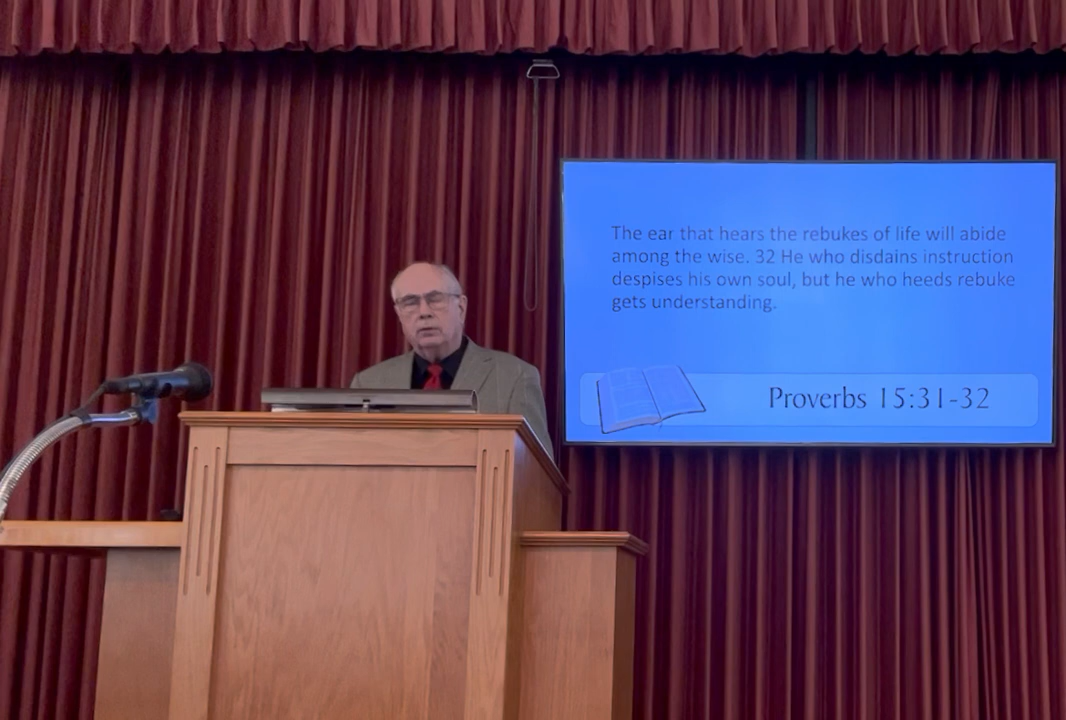 The ear that hears the rebukes of life will abide
among the wise. 32 He who disdains instruction
despises his own soul, but he who heeds rebuke
gets understanding.
Proverbs 15:31-32